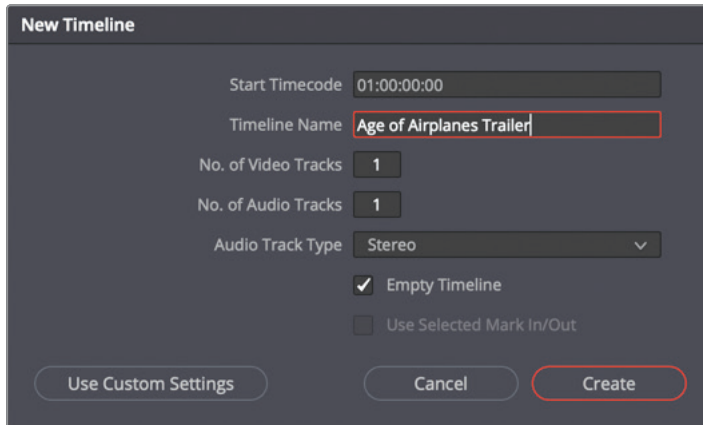 New Timeline
Start Timecode 01:00:00:00
Timeline Name Age of Airplanes Trailer
No. of Video Tracks 1
No. of Audio Tracks 1
Audio Track Type Stereo
Empty Timeline
Use Selected Mark In/Out
Use Custom Settings Cancel Create